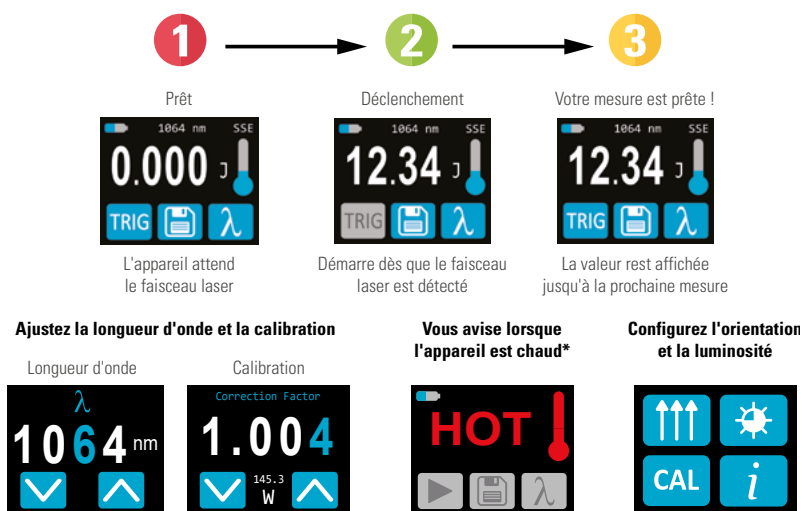 1
2
3
Prêt
Déclenchement
Votre mesure est prête !
1064 nm SSE
0.000 J
TRIG λ
1064 nm SSE
12.34 J
TRIG λ
1064 nm SSE
12.34 J
TRIG λ
L'appareil attend
le faisceau laser
Démarre dès que le faisceau
laser est détecté
La valeur rest affichée
jusqu'à la prochaine mesure
Ajustez la longueur d'onde et la calibration
Longueur d'onde
λ
1064 nm
Calibration
Correction Factor
1.004
145.3
W
Vous avise lorsque
l'appareil est chaud*
HOT
λ
Configurez l'orientation
et la luminosité
CAL i